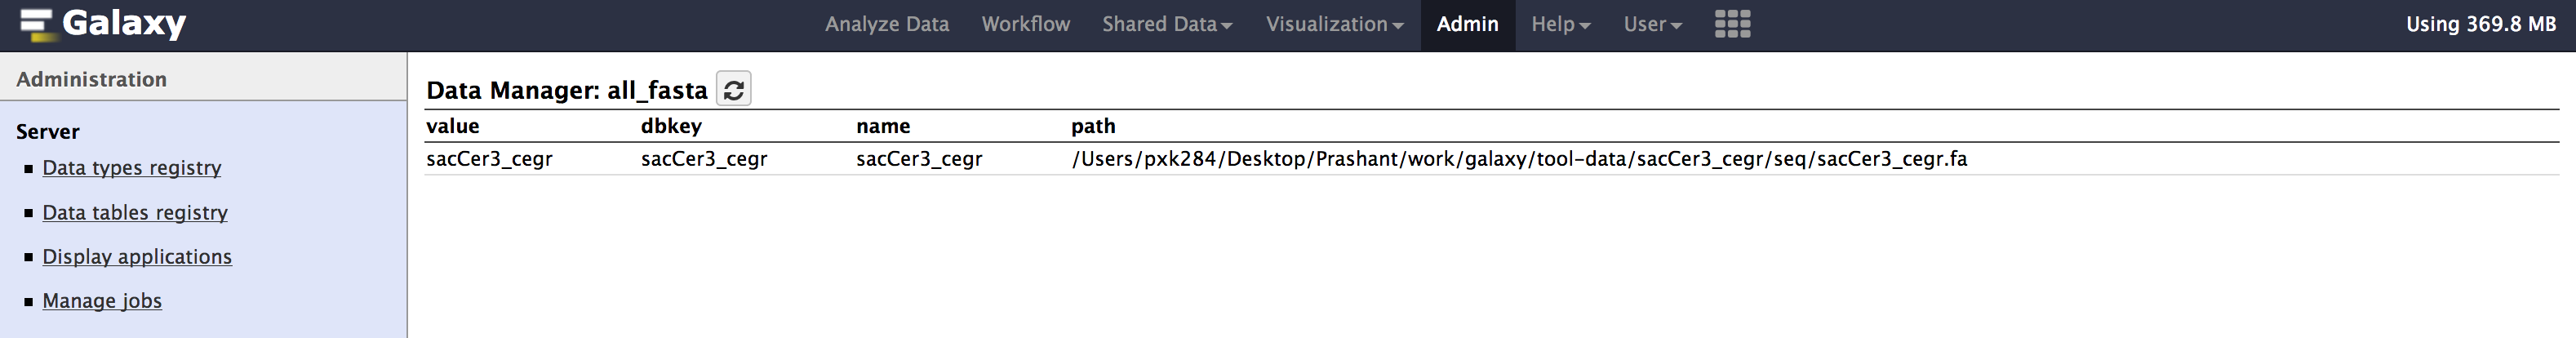 Galaxy Analyze Data Workflow Shared Data Visualization Admin Help User Using 369.8 MB
Administration
Server
Data types registry
Data tables registry
Display applications
Manage jobs
Data Manager: all_fasta
value dbkey name path
sacCer3_cegr sacCer3_cegr sacCer3_cegr /Users/pxk284/Desktop/Prashant/work/galaxy/tool-data/sacCer3_cegr/seq/sacCer3_cegr.fa